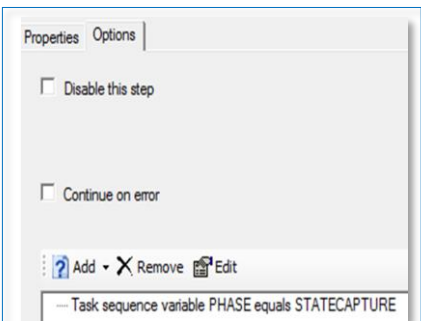 Properties Options
Disable this step
Continue on error
Add Remove Edit
Task sequence variable PHASE equals STATECAPTURE